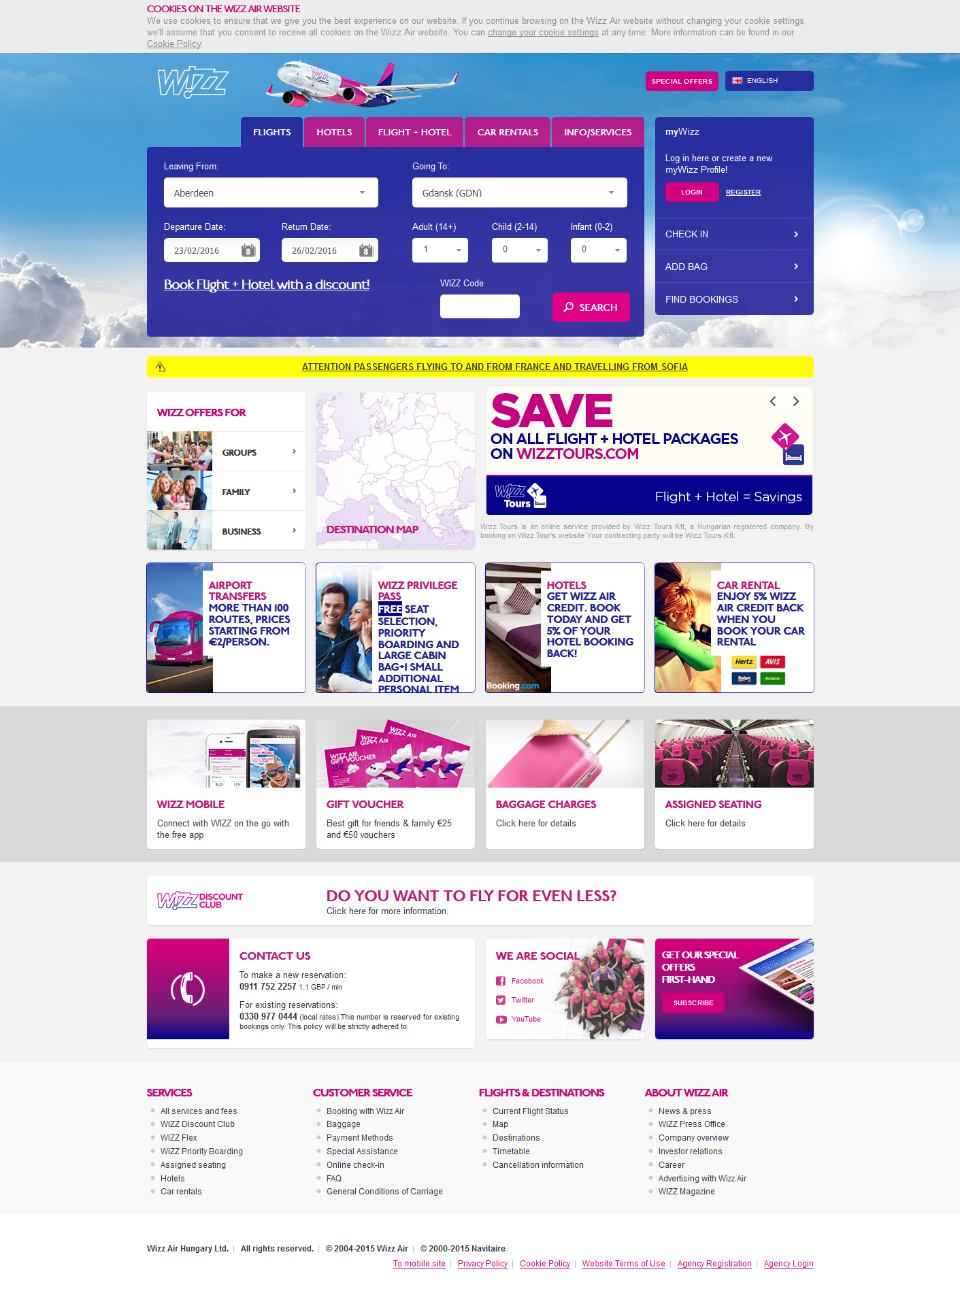 COOKIES ON THE WIZZ AIR WEBSITE
We use cookies to ensure that we give you the best experience on our website. If you continue browsing on the Wizz Air website without changing your cookie settings,
we'll assume that you consent to receive all cookies on the Wizz Air website. You can change your cookie settings at any time. More information can be found in our
Cookie Policy.
WIZZ
SPECIAL OFFERS
ENGLISH
FLIGHTS
HOTELS
FLIGHT + HOTEL
CAR RENTALS
INFO/SERVICES
myWizz
Leaving From:
Going To:
Log in here or create a new
myWizz Profile!
Aberdeen
Gdansk (GDN)
LOGIN
REGISTER
Departure Date:
Return Date:
Adult (14+)
Child (2-14)
Infant (0-2)
CHECK IN
23/02/2016
26/02/2016
1
0
0
ADD BAG
Book Flight + Hotel with a discount!
WIZZ Code
SEARCH
FIND BOOKINGS
ATTENTION PASSENGERS FLYING TO AND FROM FRANCE AND TRAVELLING FROM SOFIA
WIZZ OFFERS FOR
GROUPS
FAMILY
BUSINESS
DESTINATION MAP
SAVE
ON ALL FLIGHT + HOTEL PACKAGES
ON WIZZTOURS.COM
Wizz Tours
Flight + Hotel = Savings
Wizz Tours is an online service provided by Wizz Tours Kft, a Hungarian registered company. By
booking on Wizz Tour's website Your contracting party will be Wizz Tours Kft.
AIRPORT
TRANSFERS
MORE THAN 100
ROUTES, PRICES
STARTING FROM
€2/PERSON.
WIZZ PRIVILEGE
PASS
FREE SEAT
SELECTION,
PRIORITY
BOARDING AND
LARGE CABIN
BAG+1 SMALL
ADDITIONAL
PERSONAL ITEM
HOTELS
GET WIZZ AIR
CREDIT. BOOK
TODAY AND GET
5% OF YOUR
HOTEL BOOKING
BACK!
Booking.com
CAR RENTAL
ENJOY 5% WIZZ
AIR CREDIT BACK
WHEN YOU
BOOK YOUR CAR
RENTAL
Hertz
AVIS
WIZZ MOBILE
Connect with WIZZ on the go with
the free app
WIZZ AIR
GIFT VOUCHER
GIFT VOUCHER
Best gift for friends & family €25
and €50 vouchers
BAGGAGE CHARGES
Click here for details
ASSIGNED SEATING
Click here for details
WIZZ DISCOUNT
CLUB
DO YOU WANT TO FLY FOR EVEN LESS?
Click here for more information.
CONTACT US
To make a new reservation:
0911 752 2257 1.1 GBP / min
For existing reservations:
0330 977 0444 (local rates) This number is reserved for existing
bookings only. This policy will be strictly adhered to.
WE ARE SOCIAL
Facebook
Twitter
YouTube
GET OUR SPECIAL
OFFERS
FIRST-HAND
SUBSCRIBE
SERVICES
All services and fees
WIZZ Discount Club
WIZZ Flex
WIZZ Priority Boarding
Assigned seating
Hotels
Car rentals
CUSTOMER SERVICE
Booking with Wizz Air
Baggage
Payment Methods
Special Assistance
Online check-in
FAQ
General Conditions of Carriage
FLIGHTS & DESTINATIONS
Current Flight Status
Map
Destinations
Timetable
Cancellation information
ABOUT WIZZ AIR
News & press
WIZZ Press Office
Company overview
Investor relations
Career
Advertising with Wizz Air
WIZZ Magazine
Wizz Air Hungary Ltd. | All rights reserved. | © 2004-2015 Wizz Air | © 2000-2015 Navitaire
To mobile site | Privacy Policy | Cookie Policy | Website Terms of Use | Agency Registration | Agency Login